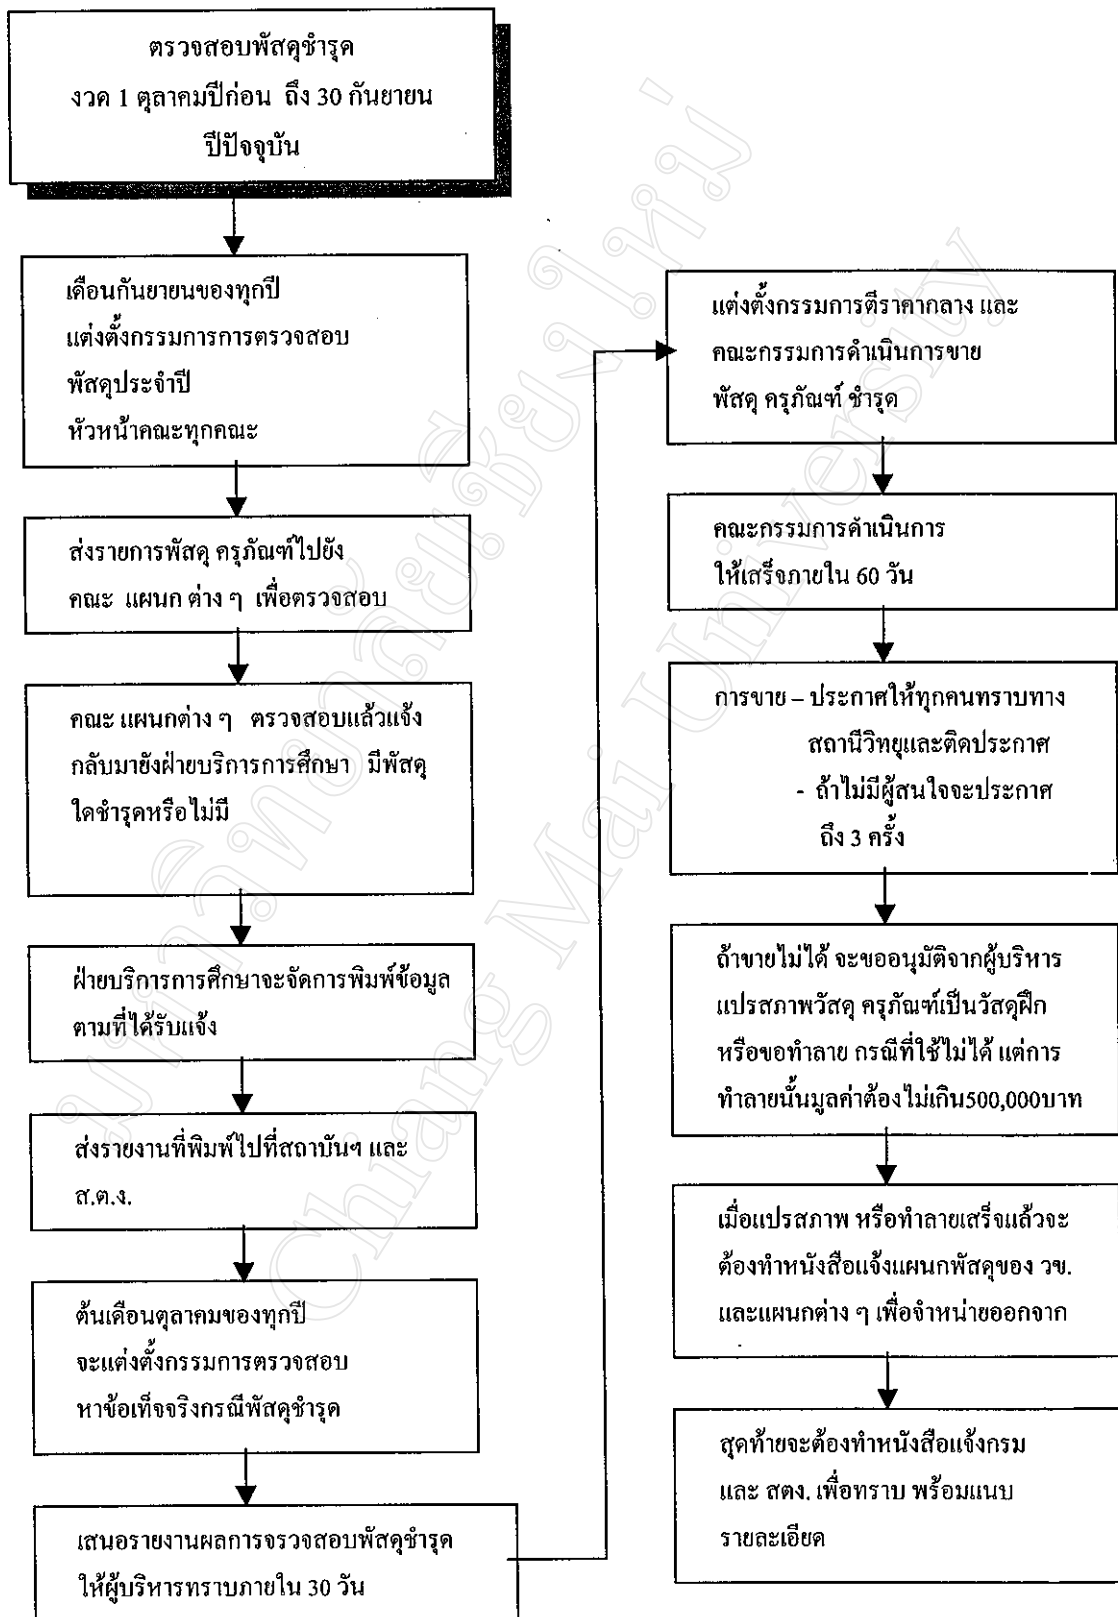 ตรวจสอบพัสดุชำรุด
งวด 1 ตุลาคมปีก่อน ถึง 30 กันยายน
ปีปัจจุบัน
เดือนกันยายนของทุกปี
แต่งตั้งกรรมการการตรวจสอบ
พัสดุประจำปี
หัวหน้าคณะทุกคณะ
ส่งรายการพัสดุ ครุภัณฑ์ไปยัง
คณะ แผนก ต่าง ๆ เพื่อตรวจสอบ
คณะ แผนกต่าง ๆ ตรวจสอบแล้วแจ้ง
กลับมายังฝ่ายบริการการศึกษา มีพัสดุ
ใดชำรุดหรือไม่มี
ฝ่ายบริการการศึกษาจะจัดการพิมพ์ข้อมูล
ตามที่ได้รับแจ้ง
ส่งรายงานที่พิมพ์ไปที่สถาบันฯ และ
ส.ต.ง.
ต้นเดือนตุลาคมของทุกปี
จะแต่งตั้งกรรมการตรวจสอบ
หาข้อเท็จจริงกรณีพัสดุชำรุด
เสนอรายงานผลการจรวจสอบพัสดุชำรุด
ให้ผู้บริหารทราบภายใน 30 วัน
แต่งตั้งกรรมการตีราคากลาง และ
คณะกรรมการดำเนินการขาย
พัสดุ ครุภัณฑ์ ชำรุด
คณะกรรมการดำเนินการ
ให้เสร็จภายใน 60 วัน
การขาย – ประกาศให้ทุกคนทราบทาง
สถานีวิทยุและติดประกาศ
- ถ้าไม่มีผู้สนใจจะประกาศ
ถึง 3 ครั้ง
ถ้าขายไม่ได้ จะขออนุมัติจากผู้บริหาร
แปรสภาพวัสดุ ครุภัณฑ์เป็นวัสดุฝึก
หรือขอทำลาย กรณีที่ใช้ไม่ได้ แต่การ
ทำลายนั้นมูลค่าต้องไม่เกิน500,000บาท
เมื่อแปรสภาพ หรือทำลายเสร็จแล้วจะ
ต้องทำหนังสือแจ้งแผนกพัสดุของ วข.
และแผนกต่าง ๆ เพื่อจำหน่ายออกจาก
สุดท้ายจะต้องทำหนังสือแจ้งกรม
และ สตง. เพื่อทราบ พร้อมแนบ
รายละเอียด
มหาวิทยาลัยเชียงใหม่
Chiang Mai University